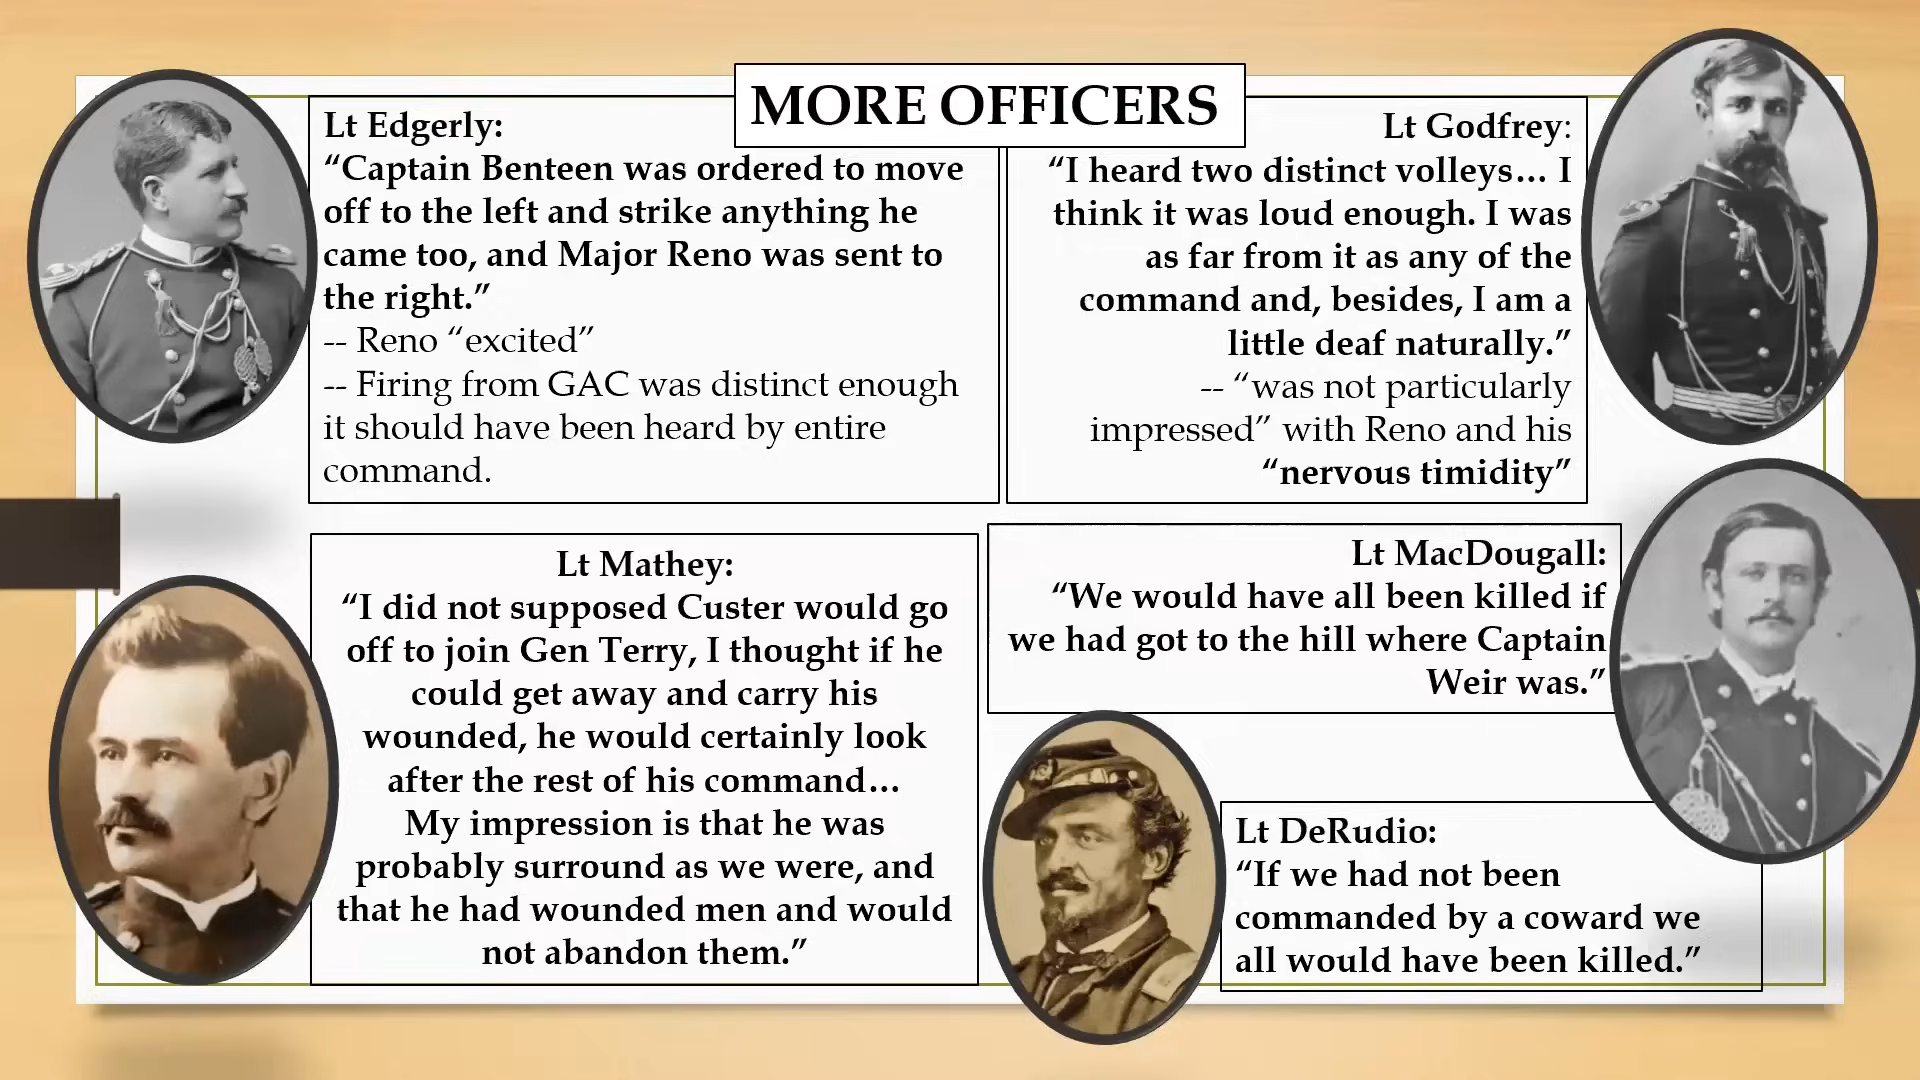 MORE OFFICERS
Lt Edgerly:
“Captain Benteen was ordered to move
off to the left and strike anything he
came too, and Major Reno was sent to
the right.”
-- Reno “excited”
-- Firing from GAC was distinct enough
it should have been heard by entire
command.
Lt Godfrey:
“I heard two distinct volleys… I
think it was loud enough. I was
as far from it as any of the
command and, besides, I am a
little deaf naturally.”
-- “was not particularly
impressed” with Reno and his
“nervous timidity”
Lt Mathey:
“I did not supposed Custer would go
off to join Gen Terry, I thought if he
could get away and carry his
wounded, he would certainly look
after the rest of his command…
My impression is that he was
probably surround as we were, and
that he had wounded men and would
not abandon them.”
Lt MacDougall:
“We would have all been killed if
we had got to the hill where Captain
Weir was.”
Lt DeRudio:
“If we had not been
commanded by a coward we
all would have been killed.”